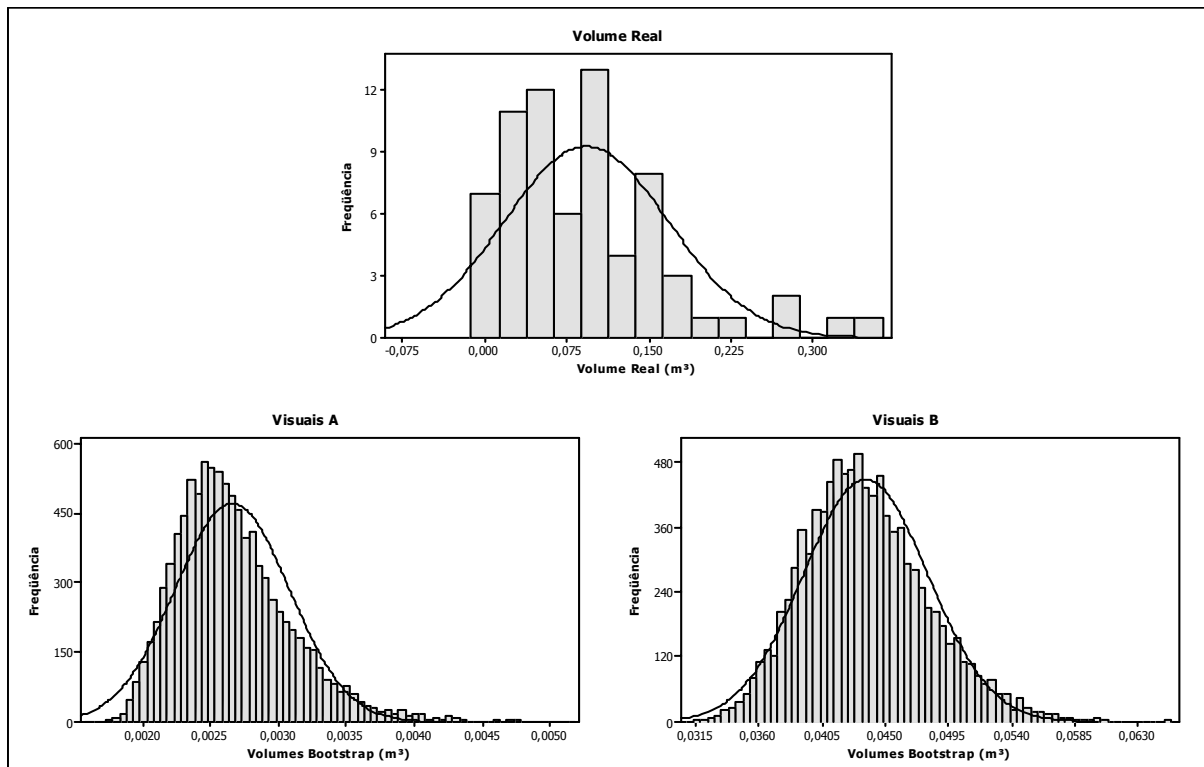 Volume Real
Freqüência
12
9
6
3
0
-0,075 0,000 0,075 0,150 0,225 0,300
Volume Real (m³)
Visuais A
Freqüência
600
450
300
150
0
0,0020 0,0025 0,0030 0,0035 0,0040 0,0045 0,0050
Volumes Bootstrap (m³)
Visuais B
Freqüência
480
360
240
120
0
0,0315 0,0360 0,0405 0,0450 0,0495 0,0540 0,0585 0,0630
Volumes Bootstrap (m³)